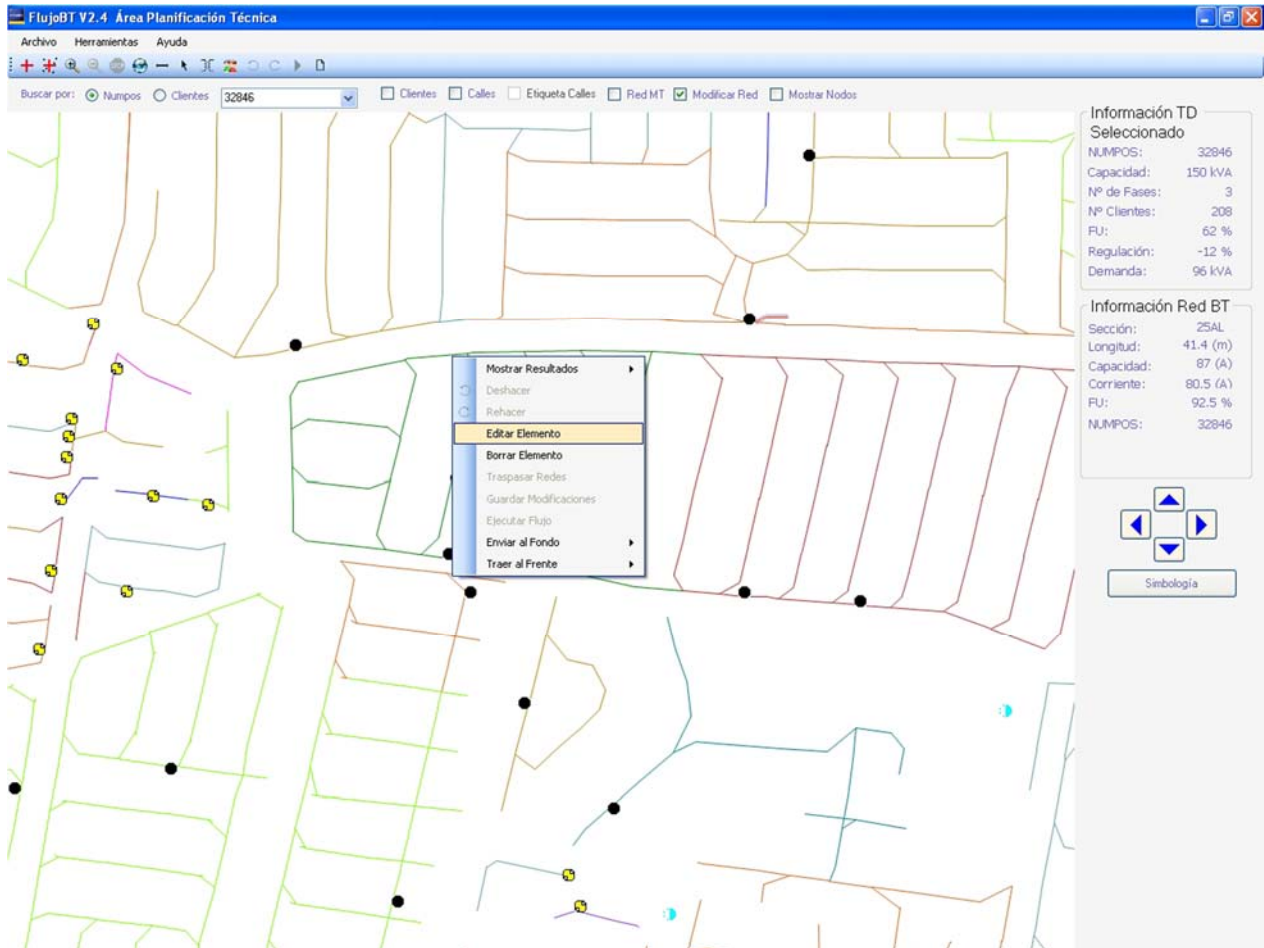 FlujoBT V2.4 Área Planificación Técnica
Archivo Herramientas Ayuda
Buscar por: Numpos Clientes 32846 Clientes Calles Etiqueta Calles Red MT Modificar Red Mostrar Nodos
Información TD
Seleccionado
NUMPOS: 32846
Capacidad: 150 kVA
Nº de Fases: 3
Nº Clientes: 208
FU: 62 %
Regulación: -12 %
Demanda: 96 kVA
Información Red BT
Sección: 25AL
Longitud: 41.4 (m)
Capacidad: 87 (A)
Corriente: 80.5 (A)
FU: 92.5 %
NUMPOS: 32846
Simbología
Mostrar Resultados
Deshacer
Rehacer
Editar Elemento
Borrar Elemento
Traspasar Redes
Guardar Modificaciones
Ejecutar Flujo
Enviar al Fondo
Traer al Frente